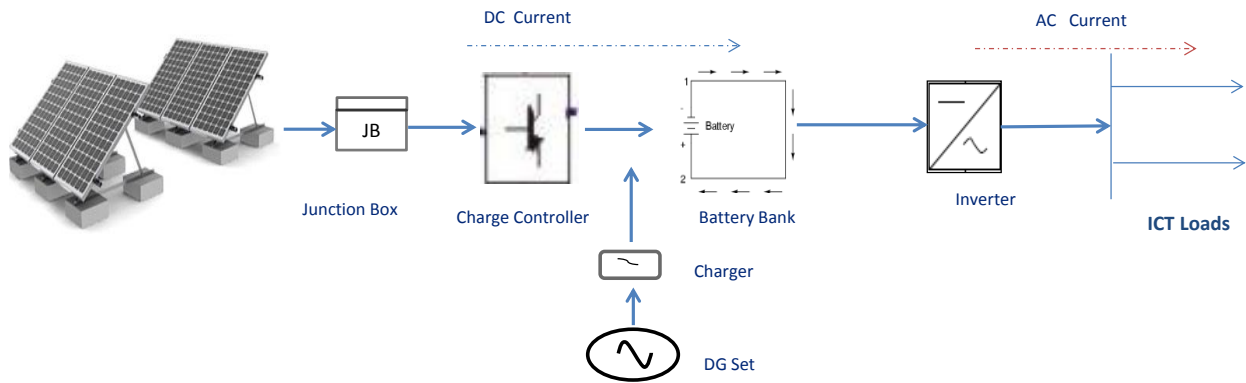 DC Current
AC Current
1
-
Battery
+
2
JB
Junction Box
Charge Controller
Battery Bank
Inverter
ICT Loads
Charger
DG Set